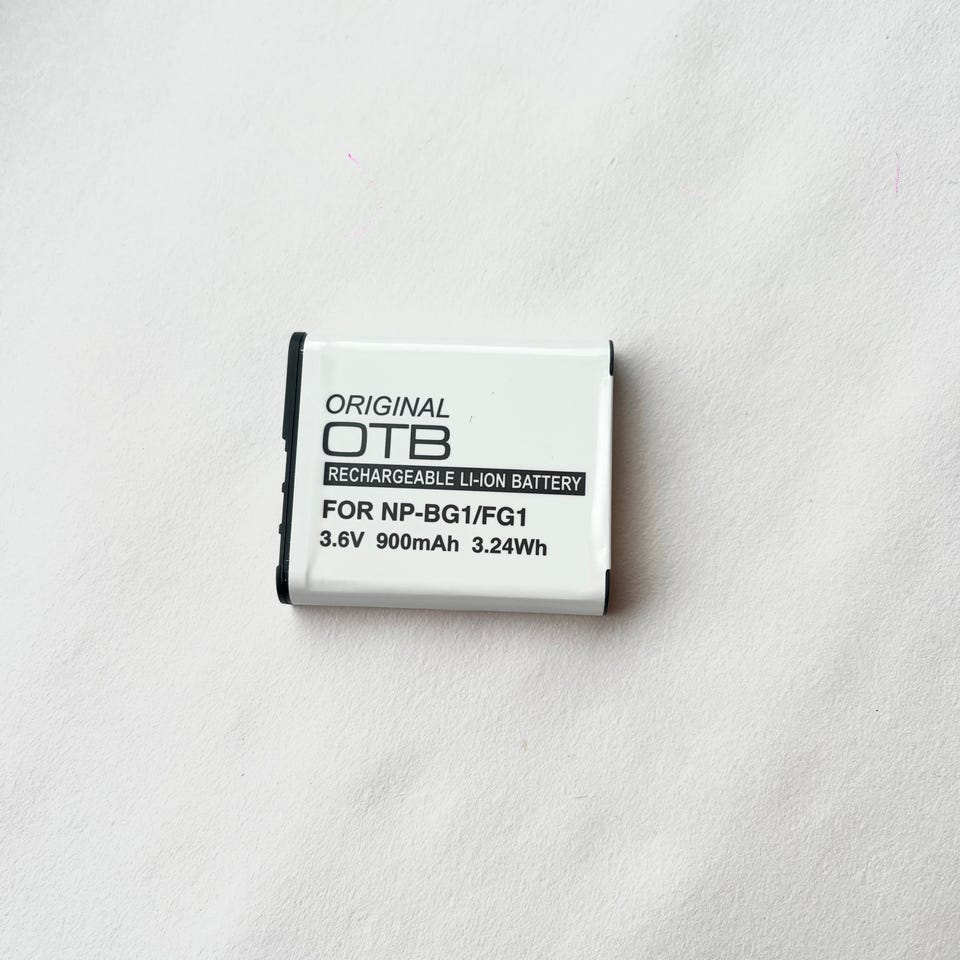 ORIGINAL
OTB
RECHARGEABLE LI-ION BATTERY
FOR NP-BG1/FG1
3.6V 900mAh 3.24Wh